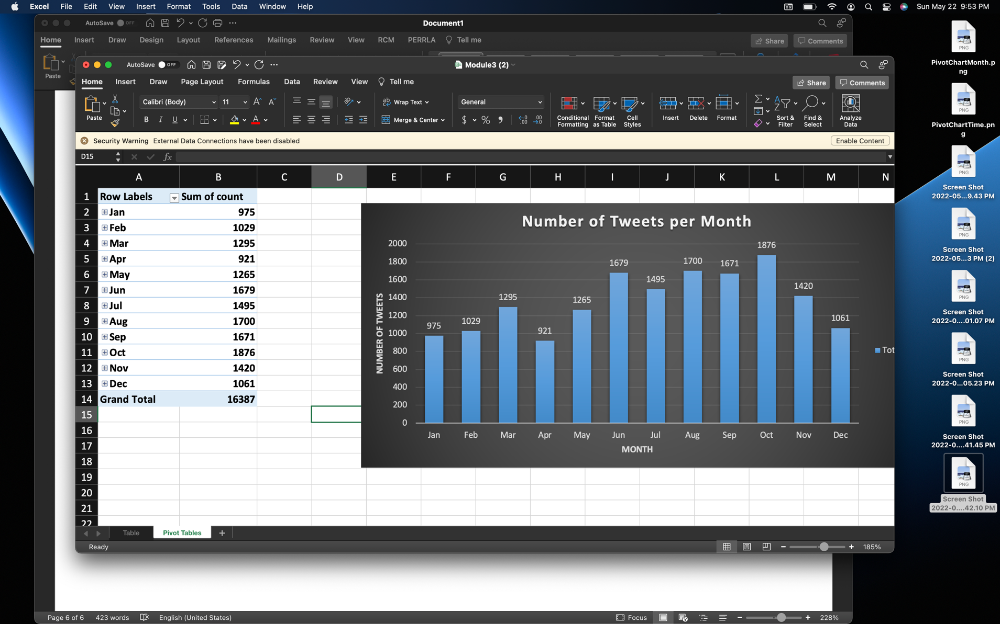 Excel File Edit View Insert Format Tools Data Window Help
Sun May 22 9:53 PM
AutoSave OFF
Document1
Home Insert Draw Design Layout References Mailings Review View RCM PERRLA Tell me
Share Comments
Paste
AutoSave OFF
Module3 (2)
Home Insert Draw Page Layout Formulas Data Review View Tell me
Share Comments
Paste
Calibri (Body) 11
B I U
Wrap Text
Merge & Center
General
$ %
Conditional Formatting
Format as Table
Cell Styles
Insert
Delete
Format
Sort & Filter
Find & Select
Analyze Data
Security Warning External Data Connections have been disabled
Enable Content
D15
fx
A B C D E F G H I J K L M N
1 Row Labels Sum of count
2 Jan 975
3 Feb 1029
4 Mar 1295
5 Apr 921
6 May 1265
7 Jun 1679
8 Jul 1495
9 Aug 1700
10 Sep 1671
11 Oct 1876
12 Nov 1420
13 Dec 1061
14 Grand Total 16387
15
16
17
18
19
20
21
22
Number of Tweets per Month
NUMBER OF TWEETS
2000
1800
1600
1400
1200
1000
800
600
400
200
0
975 1029 1295 921 1265 1679 1495 1700 1671 1876 1420 1061
Jan Feb Mar Apr May Jun Jul Aug Sep Oct Nov Dec
MONTH
Tot
Table Pivot Tables +
Ready
185%
Page 6 of 6 423 words English (United States)
Focus
228%
PNG
PivotChartMonth.p
ng
PNG
PivotChartTime.pn
g
PNG
Screen Shot
2022-05...9.43 PM
PNG
Screen Shot
2022-05...3 PM (2)
PNG
Screen Shot
2022-0....01.07 PM
PNG
Screen Shot
2022-0...05.23 PM
PNG
Screen Shot
2022-0....41.45 PM
PNG
Screen Shot
2022-0....42.10 PM